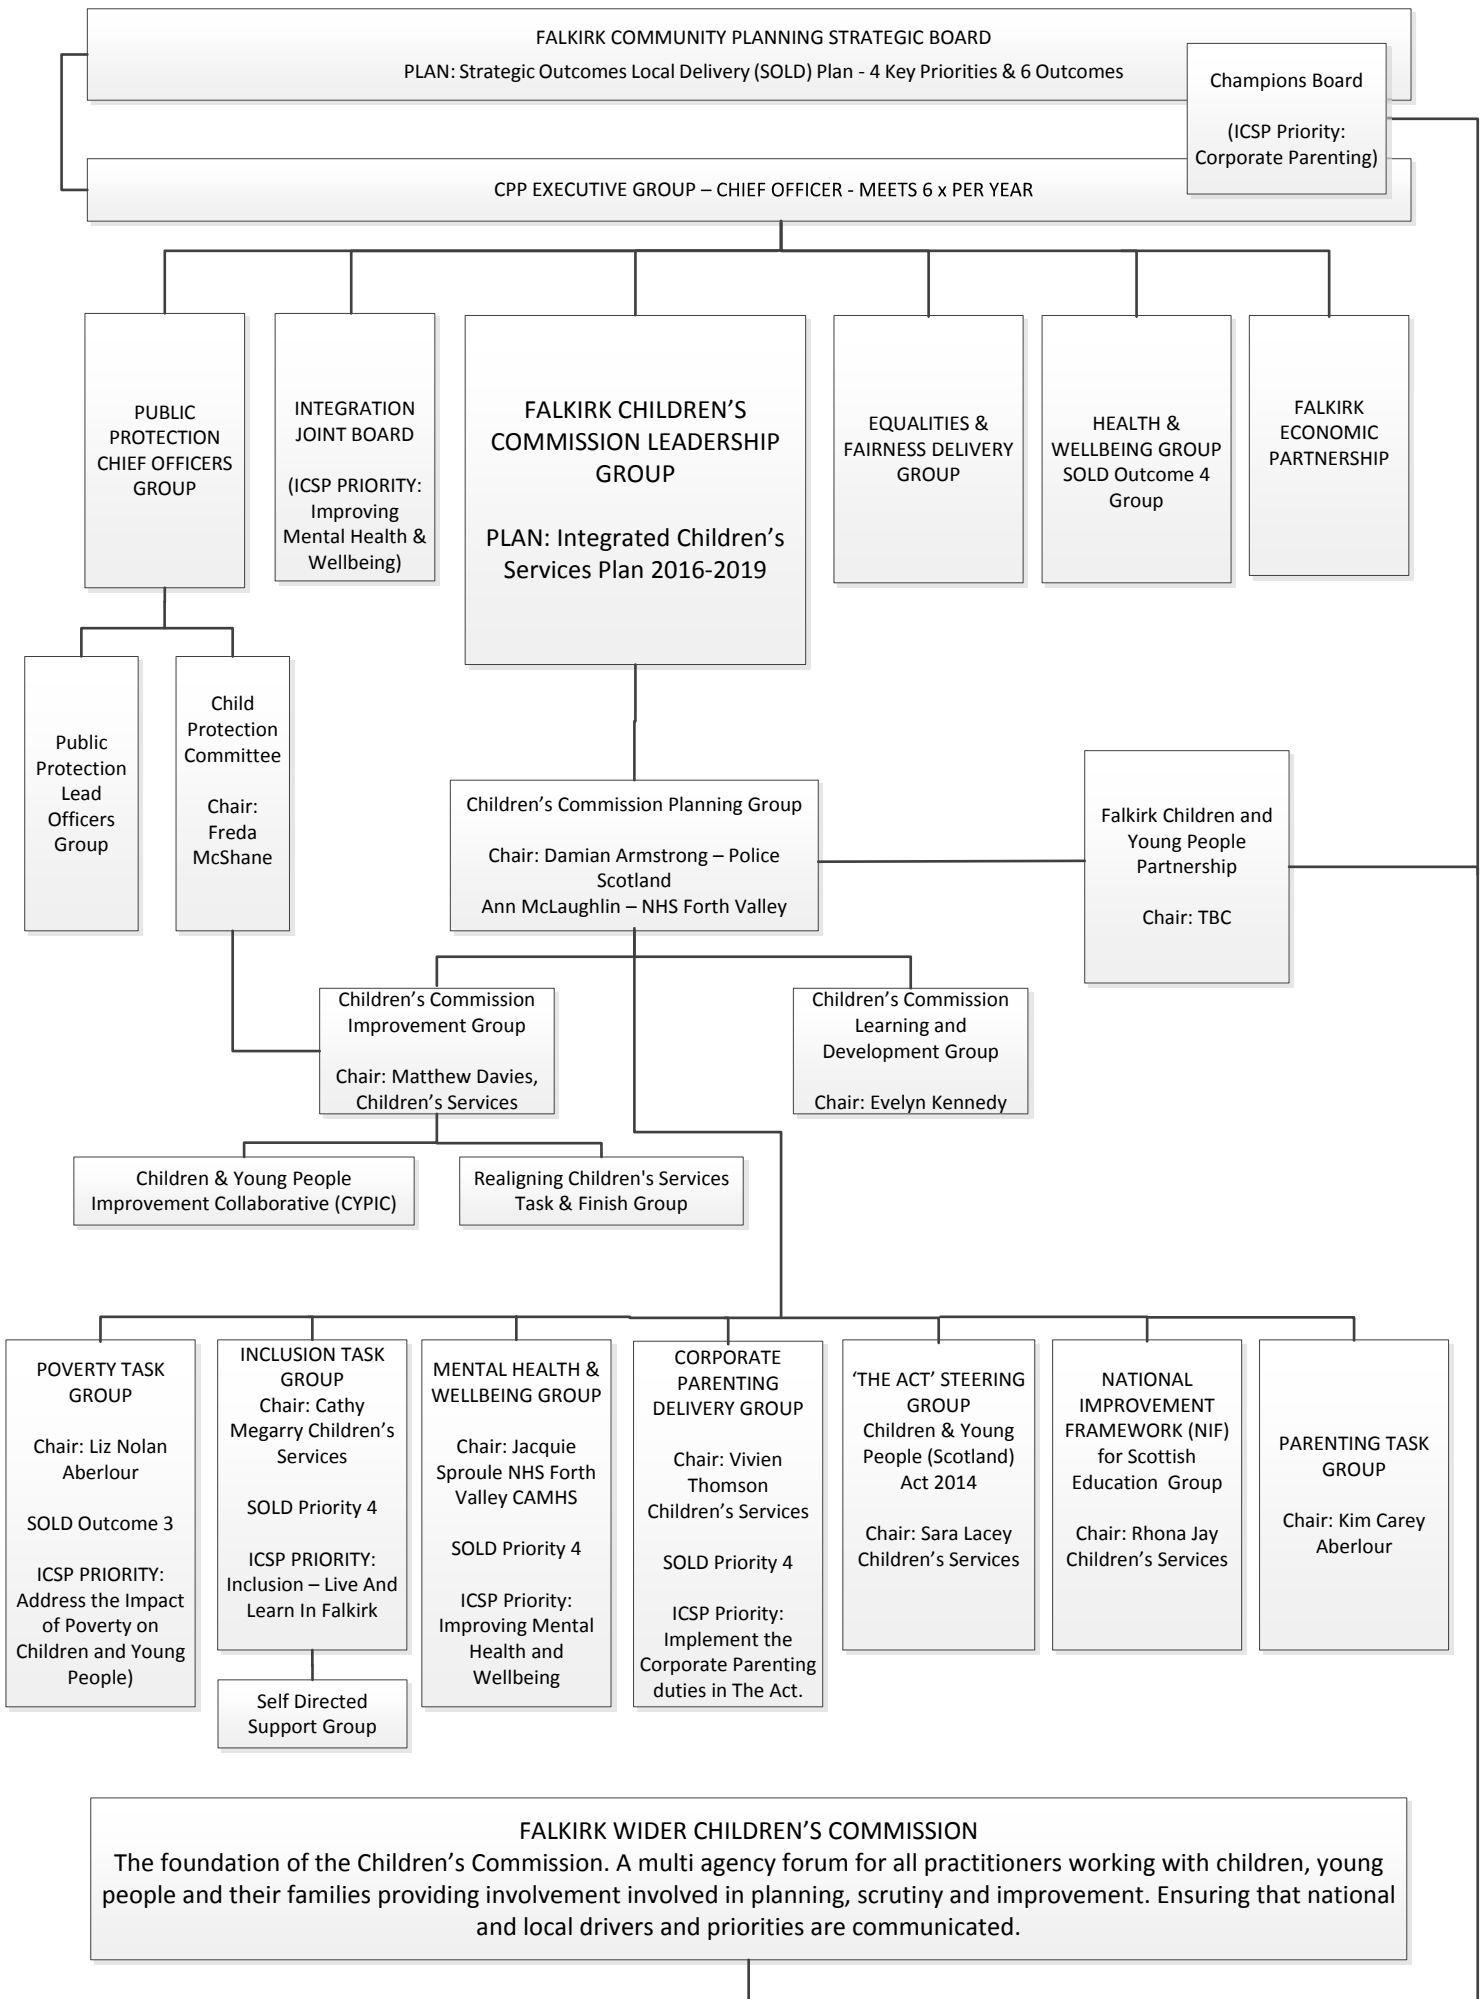 FALKIRK COMMUNITY PLANNING STRATEGIC BOARD
PLAN: Strategic Outcomes Local Delivery (SOLD) Plan - 4 Key Priorities & 6 Outcomes
Champions Board
(ICSP Priority:
Corporate Parenting)
CPP EXECUTIVE GROUP – CHIEF OFFICER - MEETS 6 x PER YEAR
PUBLIC
PROTECTION
CHIEF OFFICERS
GROUP
INTEGRATION
JOINT BOARD
(ICSP PRIORITY:
Improving
Mental Health &
Wellbeing)
FALKIRK CHILDREN’S
COMMISSION LEADERSHIP
GROUP
PLAN: Integrated Children’s
Services Plan 2016-2019
EQUALITIES &
FAIRNESS DELIVERY
GROUP
HEALTH &
WELLBEING GROUP
SOLD Outcome 4
Group
FALKIRK
ECONOMIC
PARTNERSHIP
Public
Protection
Lead
Officers
Group
Child
Protection
Committee
Chair:
Freda
McShane
Children’s Commission Planning Group
Chair: Damian Armstrong – Police
Scotland
Ann McLaughlin – NHS Forth Valley
Falkirk Children and
Young People
Partnership
Chair: TBC
Children’s Commission
Improvement Group
Chair: Matthew Davies,
Children’s Services
Children’s Commission
Learning and
Development Group
Chair: Evelyn Kennedy
Children & Young People
Improvement Collaborative (CYPIC)
Realigning Children's Services
Task & Finish Group
POVERTY TASK
GROUP
Chair: Liz Nolan
Aberlour
SOLD Outcome 3
ICSP PRIORITY:
Address the Impact
of Poverty on
Children and Young
People)
INCLUSION TASK
GROUP
Chair: Cathy
Megarry Children’s
Services
SOLD Priority 4
ICSP PRIORITY:
Inclusion – Live And
Learn In Falkirk
Self Directed
Support Group
MENTAL HEALTH &
WELLBEING GROUP
Chair: Jacquie
Sproule NHS Forth
Valley CAMHS
SOLD Priority 4
ICSP Priority:
Improving Mental
Health and
Wellbeing
CORPORATE
PARENTING
DELIVERY GROUP
Chair: Vivien
Thomson
Children’s Services
SOLD Priority 4
ICSP Priority:
Implement the
Corporate Parenting
duties in The Act.
‘THE ACT’ STEERING
GROUP
Children & Young
People (Scotland)
Act 2014
Chair: Sara Lacey
Children’s Services
NATIONAL
IMPROVEMENT
FRAMEWORK (NIF)
for Scottish
Education Group
Chair: Rhona Jay
Children’s Services
PARENTING TASK
GROUP
Chair: Kim Carey
Aberlour
FALKIRK WIDER CHILDREN’S COMMISSION
The foundation of the Children’s Commission. A multi agency forum for all practitioners working with children, young
people and their families providing involvement involved in planning, scrutiny and improvement. Ensuring that national
and local drivers and priorities are communicated.